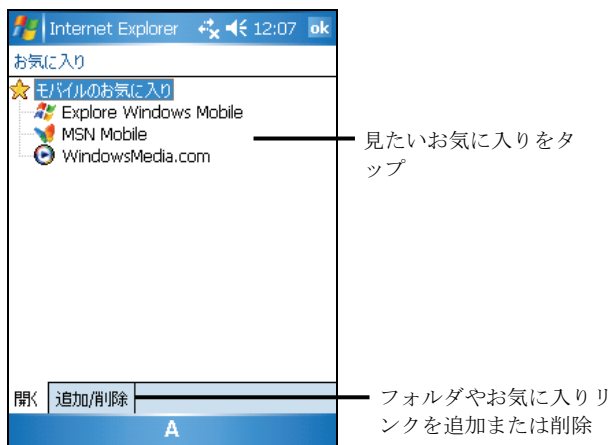 Internet Explorer 12:07 ok
お気に入り
モバイルのお気に入り
Explore Windows Mobile
MSN Mobile
WindowsMedia.com
見たいお気に入りをタ
ップ
開く 追加/削除
フォルダやお気に入りリ
ンクを追加または削除
A